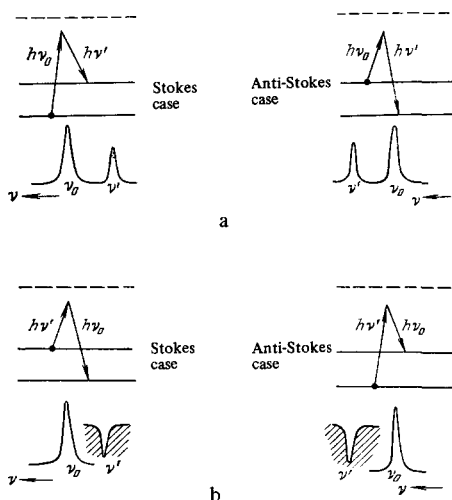 hν₀ hν′ hν₀ hν′
Stokes Anti-Stokes
case case
ν₀ ν′ ν′ ν₀
ν ν
a
hν′ hν₀ hν′ hν₀
Stokes Anti-Stokes
case case
ν₀ ν′ ν′ ν₀
ν ν
b